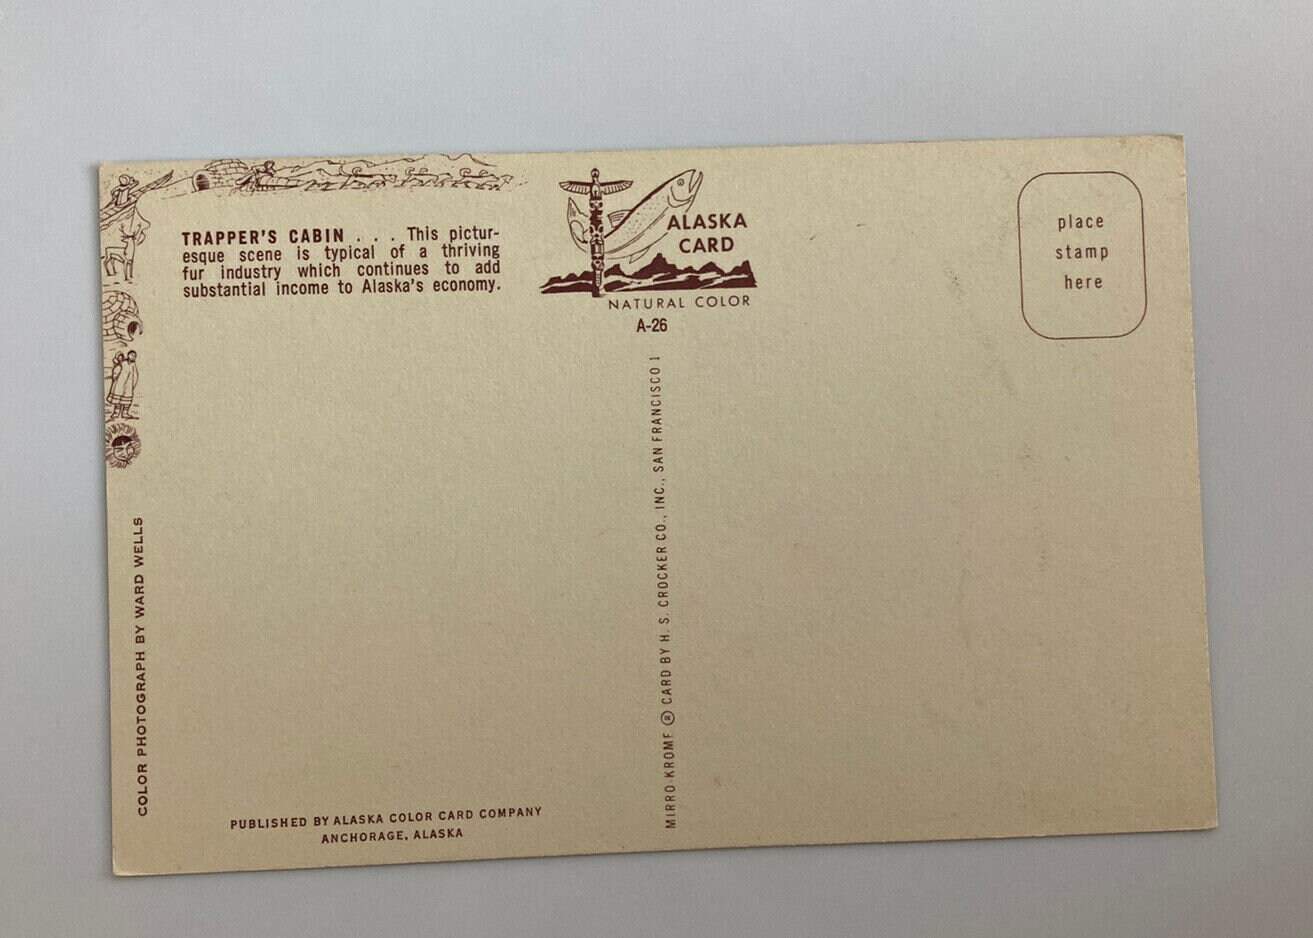 TRAPPER'S CABIN . . . This pictur-
esque scene is typical of a thriving
fur industry which continues to add
substantial income to Alaska's economy.
ALASKA
CARD
NATURAL COLOR
A-26
place
stamp
here
COLOR PHOTOGRAPH BY WARD WELLS
MIRRO-KROME ® CARD BY H. S. CROCKER CO., INC., SAN FRANCISCO 1
PUBLISHED BY ALASKA COLOR CARD COMPANY
ANCHORAGE, ALASKA